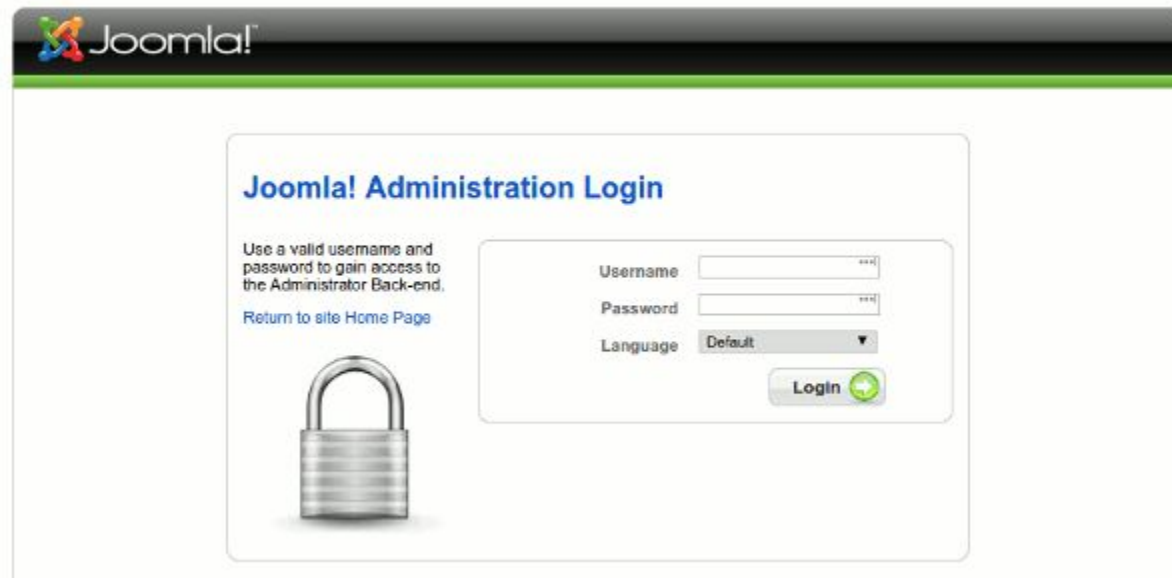 Joomla!™
Joomla! Administration Login
Use a valid username and
password to gain access to
the Administrator Back-end.
Return to site Home Page
Username
Password
Language Default
Login